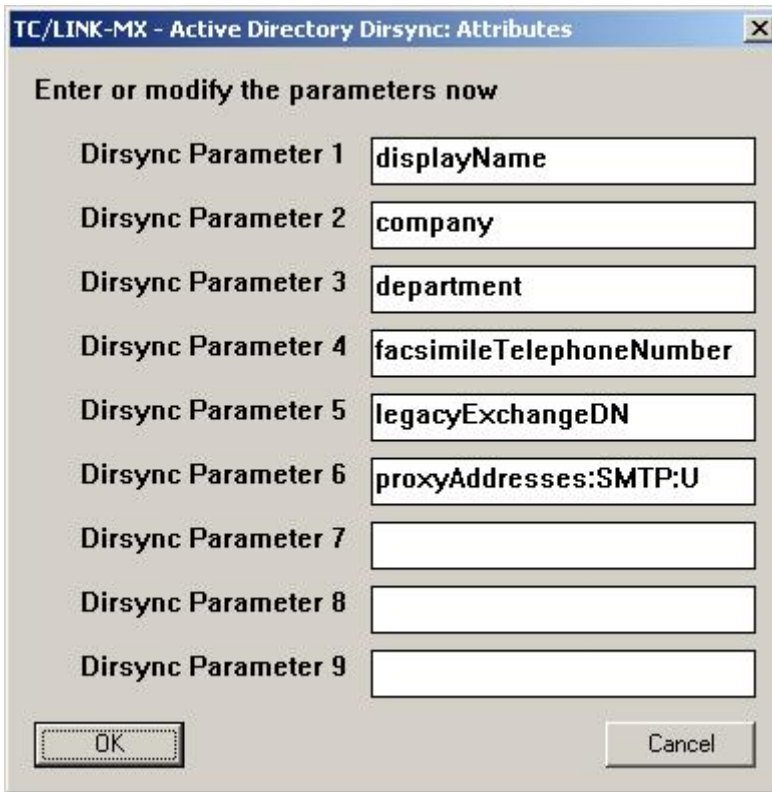 TC/LINK-MX - Active Directory Dirsync: Attributes
Enter or modify the parameters now
Dirsync Parameter 1 displayName
Dirsync Parameter 2 company
Dirsync Parameter 3 department
Dirsync Parameter 4 facsimileTelephoneNumber
Dirsync Parameter 5 legacyExchangeDN
Dirsync Parameter 6 proxyAddresses:SMTP:U
Dirsync Parameter 7
Dirsync Parameter 8
Dirsync Parameter 9
OK Cancel